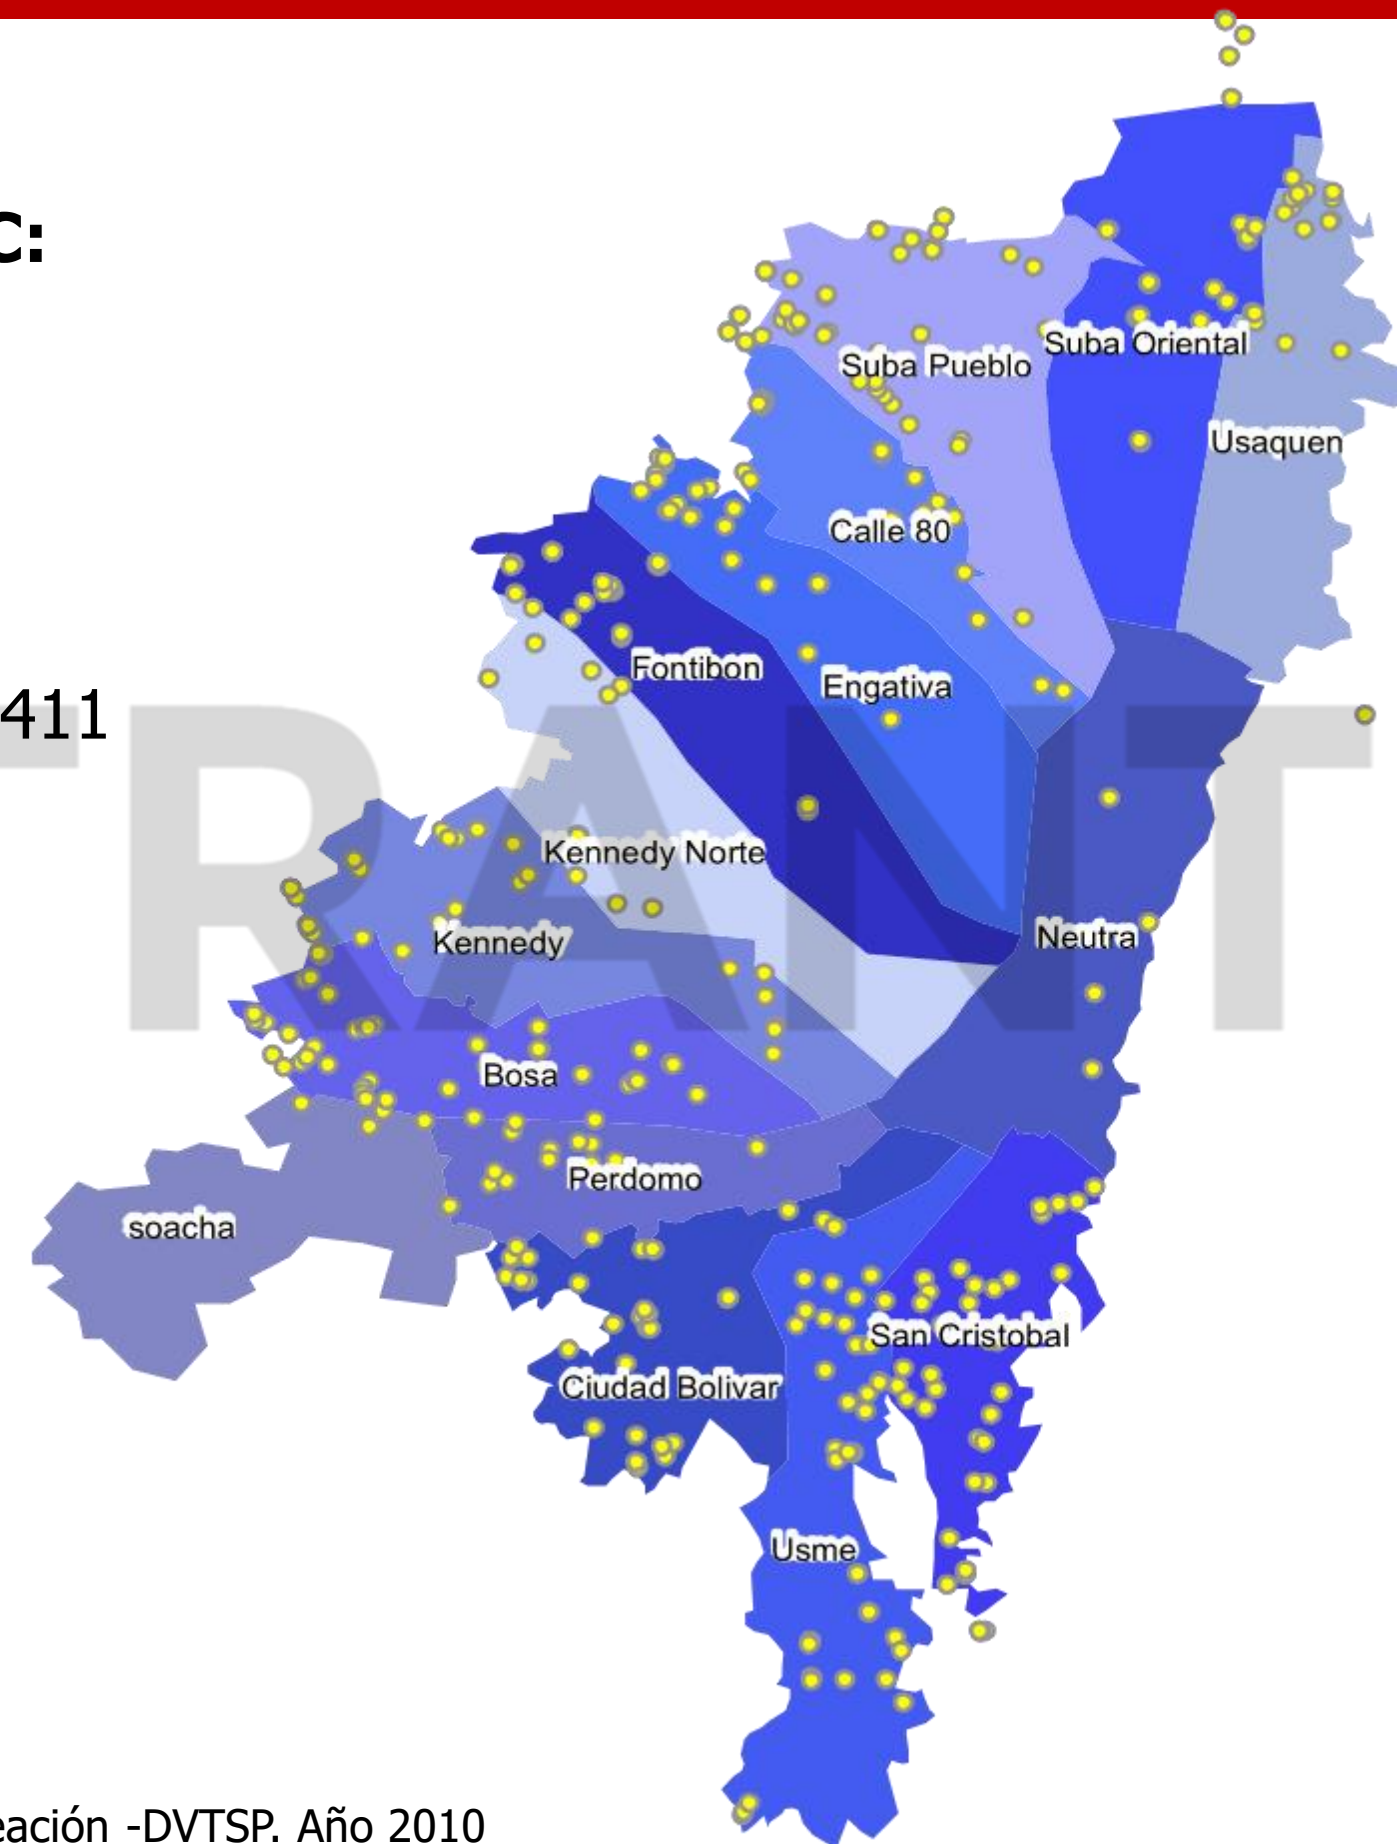 C:
Suba Oriental
Suba Pueblo
Usaquen
Calle 80
Fontibon
Engativa
411
TRANT
Kennedy Norte
Neutra
Kennedy
Bosa
Perdomo
soacha
San Cristobal
Ciudad Bolivar
Usme
eación -DVTSP. Año 2010